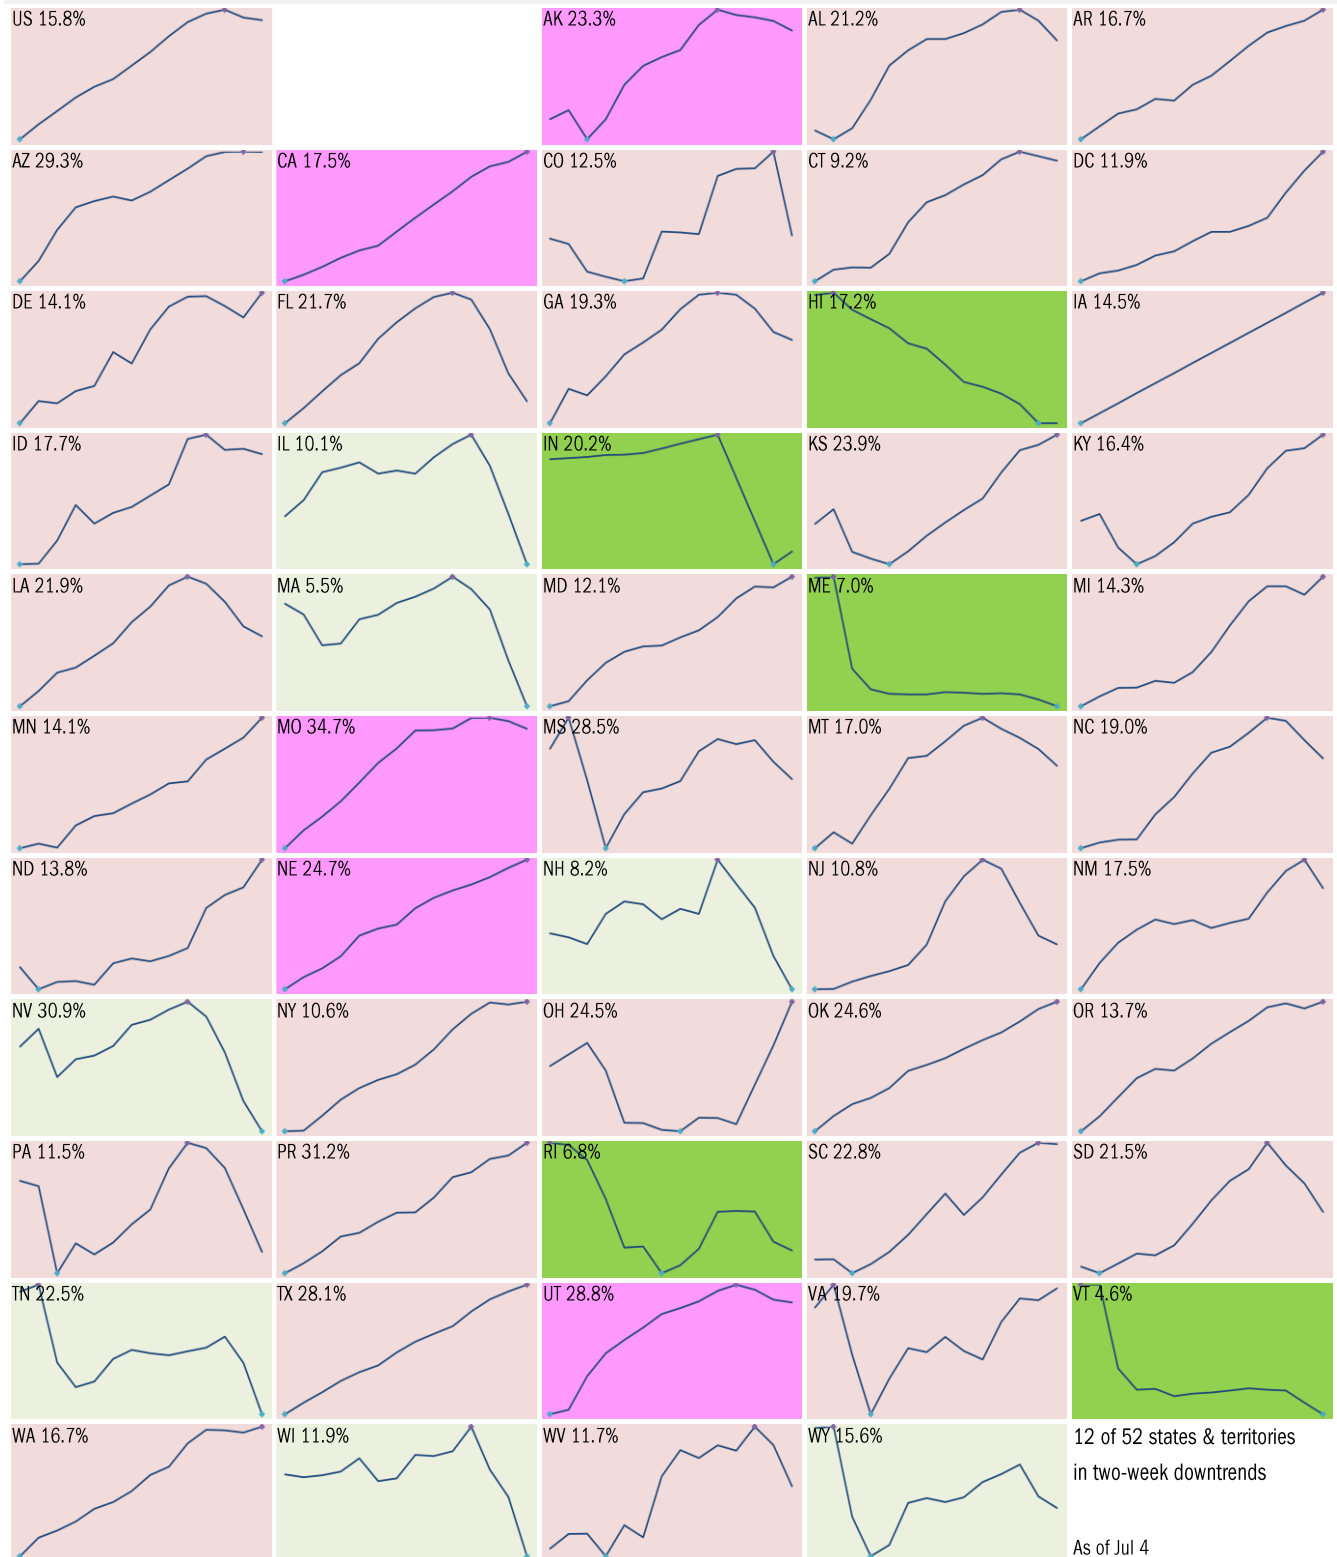 US 15.8%
AK 23.3%
AL 21.2%
AR 16.7%
AZ 29.3%
CA 17.5%
CO 12.5%
CT 9.2%
DC 11.9%
DE 14.1%
FL 21.7%
GA 19.3%
HI 17.2%
IA 14.5%
ID 17.7%
IL 10.1%
IN 20.2%
KS 23.9%
KY 16.4%
LA 21.9%
MA 5.5%
MD 12.1%
ME 7.0%
MI 14.3%
MN 14.1%
MO 34.7%
MS 28.5%
MT 17.0%
NC 19.0%
ND 13.8%
NE 24.7%
NH 8.2%
NJ 10.8%
NM 17.5%
NV 30.9%
NY 10.6%
OH 24.5%
OK 24.6%
OR 13.7%
PA 11.5%
PR 31.2%
RI 6.8%
SC 22.8%
SD 21.5%
TN 22.5%
TX 28.1%
UT 28.8%
VA 19.7%
VT 4.6%
WA 16.7%
WI 11.9%
WV 11.7%
WY 15.6%
12 of 52 states & territories
in two-week downtrends
As of Jul 4